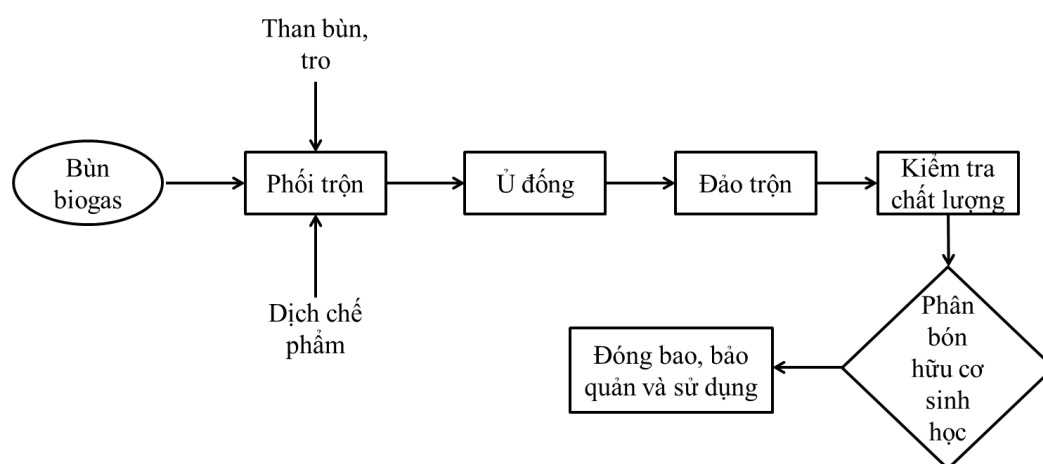 Than bùn,
tro
Bùn
biogas
Phối trộn
Ủ đống
Đảo trộn
Kiểm tra
chất lượng
Dịch chế
phẩm
Đóng bao, bảo
quản và sử dụng
Phân
bón
hữu cơ
sinh
học